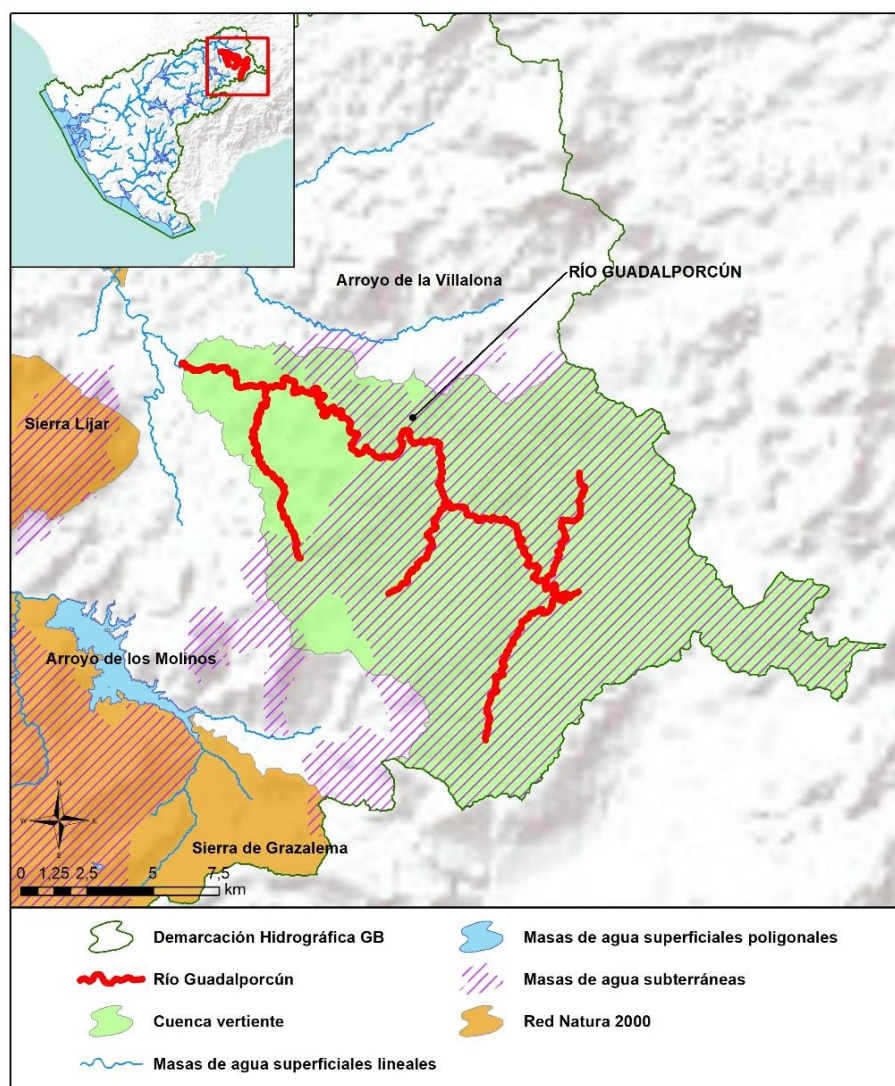 Arroyo de la Villalona
RÍO GUADALPORCÚN
Sierra Líjar
Arroyo de los Molinos
Sierra de Grazalema
N
W
E
S
0 1,25 2,5 5 7,5
km
Demarcación Hidrográfica GB
Río Guadalporcún
Cuenca vertiente
Masas de agua superficiales lineales
Masas de agua superficiales poligonales
Masas de agua subterráneas
Red Natura 2000